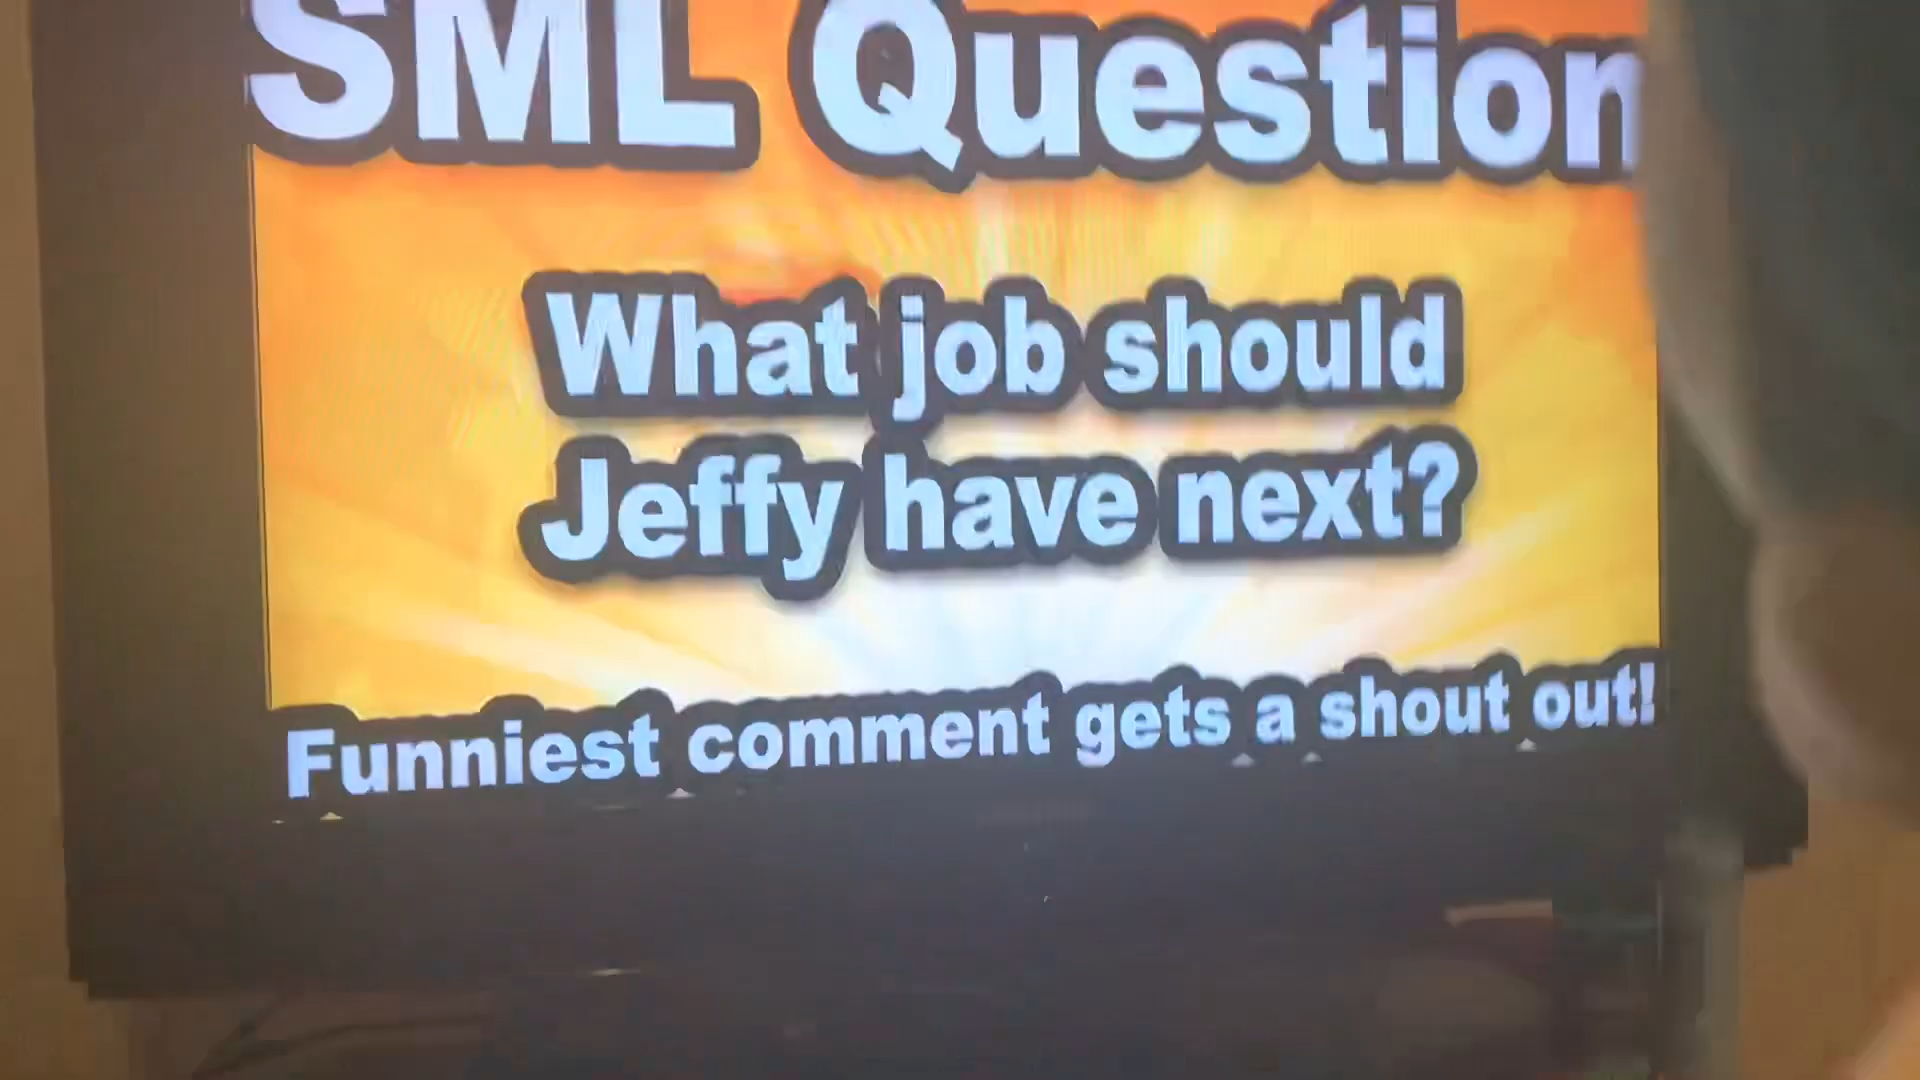 SML Question
What job should
Jeffy have next?
Funniest comment gets a shout out!